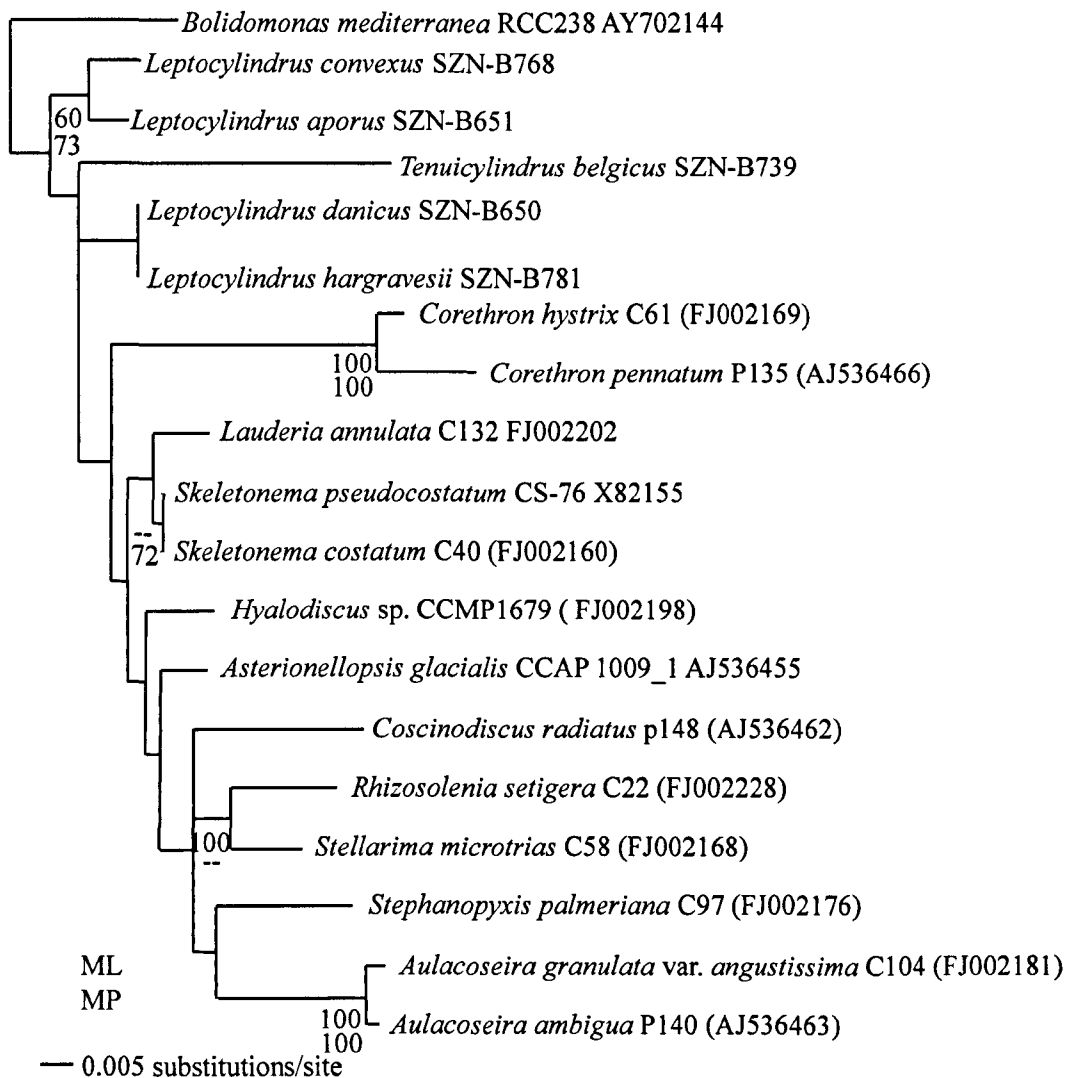 Bolidomonas mediterranea RCC238 AY702144
Leptocylindrus convexus SZN-B768
60
Leptocylindrus aporus SZN-B651
73
Tenuicylindrus belgicus SZN-B739
Leptocylindrus danicus SZN-B650
Leptocylindrus hargravesii SZN-B781
Corethron hystrix C61 (FJ002169)
100
Corethron pennatum P135 (AJ536466)
100
Lauderia annulata C132 FJ002202
Skeletonema pseudocostatum CS-76 X82155
--
72
Skeletonema costatum C40 (FJ002160)
Hyalodiscus sp. CCMP1679 ( FJ002198)
Asterionellopsis glacialis CCAP 1009_1 AJ536455
Coscinodiscus radiatus p148 (AJ536462)
Rhizosolenia setigera C22 (FJ002228)
100
Stellarima microtrias C58 (FJ002168)
--
Stephanopyxis palmeriana C97 (FJ002176)
ML
Aulacoseira granulata var. angustissima C104 (FJ002181)
MP
100
Aulacoseira ambigua P140 (AJ536463)
100
0.005 substitutions/site